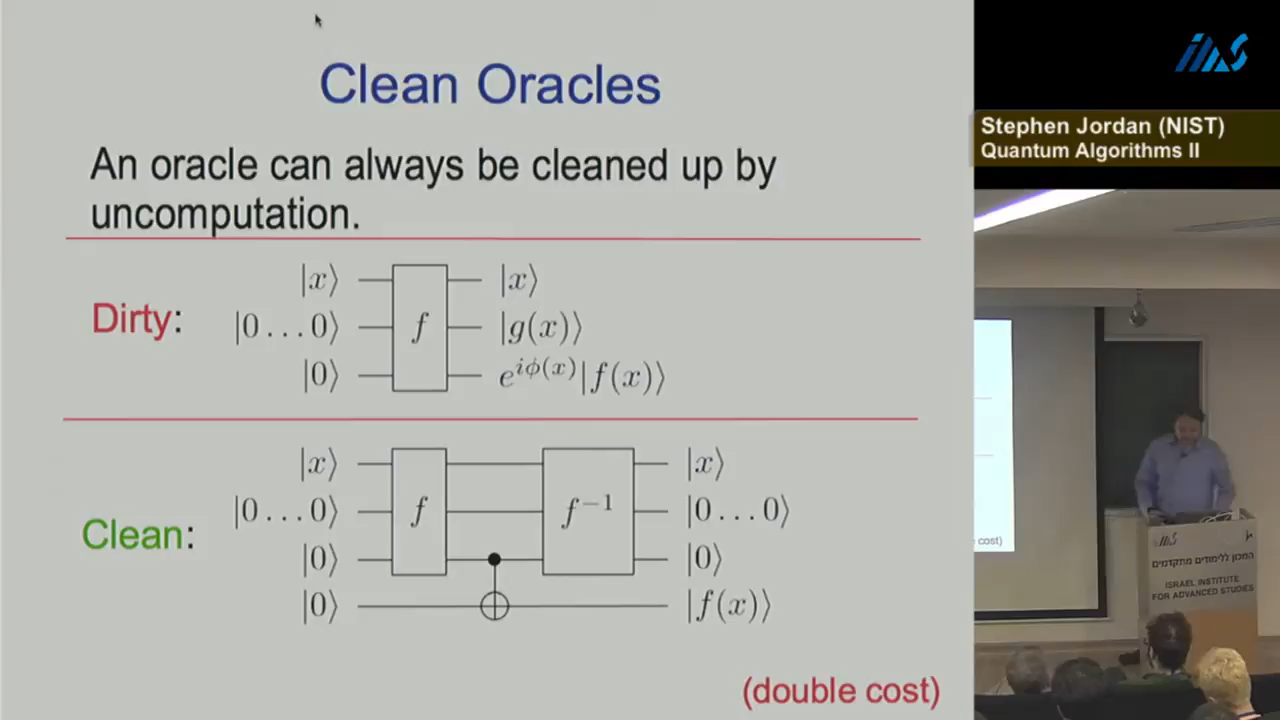 Clean Oracles
An oracle can always be cleaned up by
uncomputation.
Dirty:
|x⟩ f |x⟩
|0...0⟩ |g(x)⟩
|0⟩ e^{iϕ(x)}|f(x)⟩
Clean:
|x⟩ f f⁻¹ |x⟩
|0...0⟩ |0...0⟩
|0⟩ |0⟩
|0⟩ |f(x)⟩
(double cost)
IIAS
Stephen Jordan (NIST)
Quantum Algorithms II
cost)
IIAS
המכון ללימודים מתקדמים
ISRAEL INSTITUTE
FOR ADVANCED STUDIES